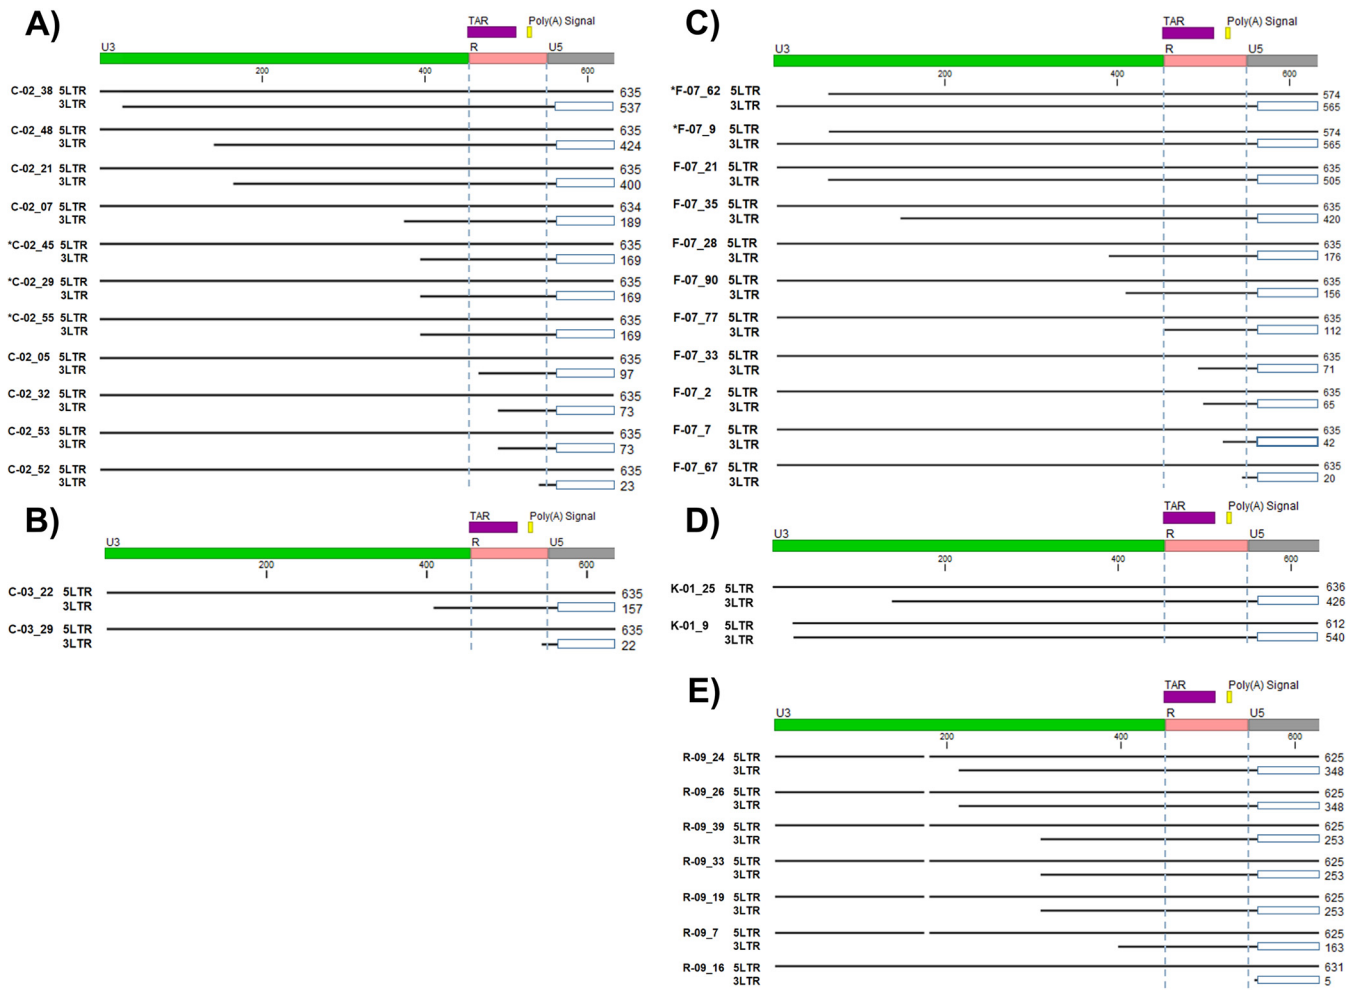 A)
TAR Poly(A) Signal
U3 R U5
200 400 600
C-02_38 5LTR 635
3LTR 537
C-02_48 5LTR 635
3LTR 424
C-02_21 5LTR 635
3LTR 400
C-02_07 5LTR 634
3LTR 189
*C-02_45 5LTR 635
3LTR 169
*C-02_29 5LTR 635
3LTR 169
*C-02_55 5LTR 635
3LTR 169
C-02_05 5LTR 635
3LTR 97
C-02_32 5LTR 635
3LTR 73
C-02_53 5LTR 635
3LTR 73
C-02_52 5LTR 635
3LTR 23
B)
TAR Poly(A) Signal
U3 R U5
200 400 600
C-03_22 5LTR 635
3LTR 157
C-03_29 5LTR 635
3LTR 22
C)
TAR Poly(A) Signal
U3 R U5
200 400 600
*F-07_62 5LTR 574
3LTR 565
*F-07_9 5LTR 574
3LTR 565
F-07_21 5LTR 635
3LTR 505
F-07_35 5LTR 635
3LTR 420
F-07_28 5LTR 635
3LTR 176
F-07_90 5LTR 635
3LTR 156
F-07_77 5LTR 635
3LTR 112
F-07_33 5LTR 635
3LTR 71
F-07_2 5LTR 635
3LTR 65
F-07_7 5LTR 635
3LTR 42
F-07_67 5LTR 635
3LTR 20
D)
TAR Poly(A) Signal
U3 R U5
200 400 600
K-01_25 5LTR 636
3LTR 426
K-01_9 5LTR 612
3LTR 540
E)
TAR Poly(A) Signal
U3 R U5
200 400 600
R-09_24 5LTR 625
3LTR 348
R-09_26 5LTR 625
3LTR 348
R-09_39 5LTR 625
3LTR 253
R-09_33 5LTR 625
3LTR 253
R-09_19 5LTR 625
3LTR 253
R-09_7 5LTR 625
3LTR 163
R-09_16 5LTR 631
3LTR 5